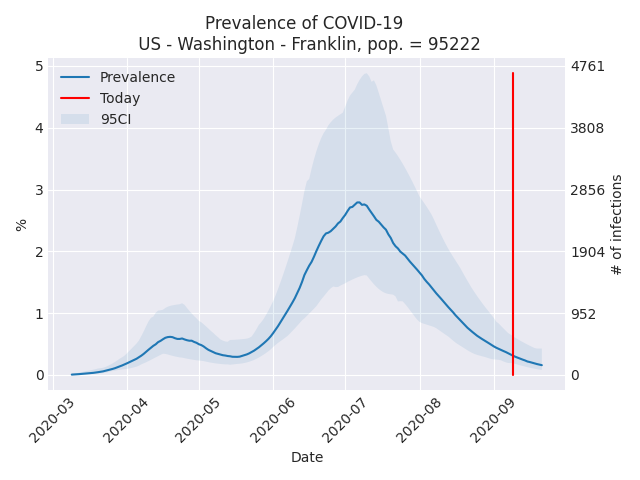 Prevalence of COVID-19
US - Washington - Franklin, pop. = 95222
Prevalence
Today
95CI
5
4
3
2
1
0
%
4761
3808
2856
1904
952
0
# of infections
2020-03
2020-04
2020-05
2020-06
2020-07
2020-08
2020-09
Date